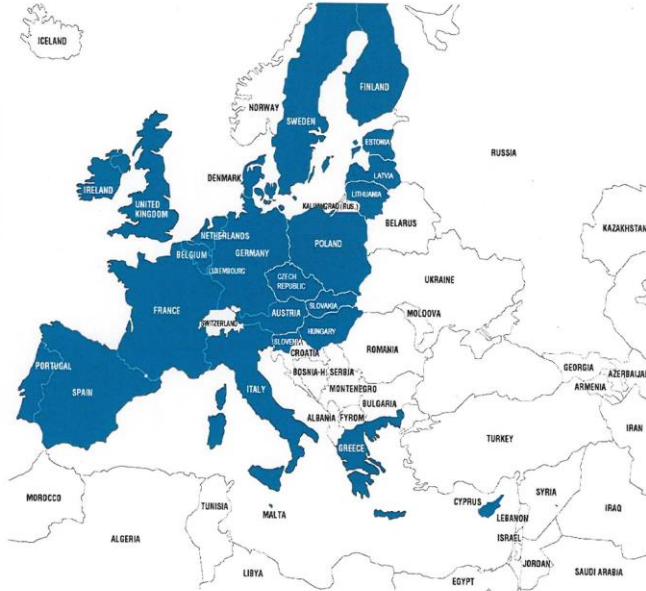 ICELAND
FINLAND
NORWAY
SWEDEN
ESTONIA
RUSSIA
LATVIA
DENMARK
LITHUANIA
IRELAND
UNITED
KINGDOM
KALININGRAD (RUS.)
BELARUS
KAZAKHSTAN
NETHERLANDS
POLAND
BELGIUM
GERMANY
LUXEMBOURG
CZECH
REPUBLIC
UKRAINE
SLOVAKIA
FRANCE
AUSTRIA
MOLDOVA
SWITZERLAND
HUNGARY
SLOVENIA
ROMANIA
CROATIA
PORTUGAL
BOSNIA-H.
SERBIA
GEORGIA
AZERBAIJAN
SPAIN
ITALY
MONTENEGRO
ARMENIA
BULGARIA
ALBANIA
FYROM
IRAN
TURKEY
GREECE
MOROCCO
TUNISIA
MALTA
CYPRUS
SYRIA
IRAQ
LEBANON
ALGERIA
ISRAEL
JORDAN
LIBYA
EGYPT
SAUDI ARABIA